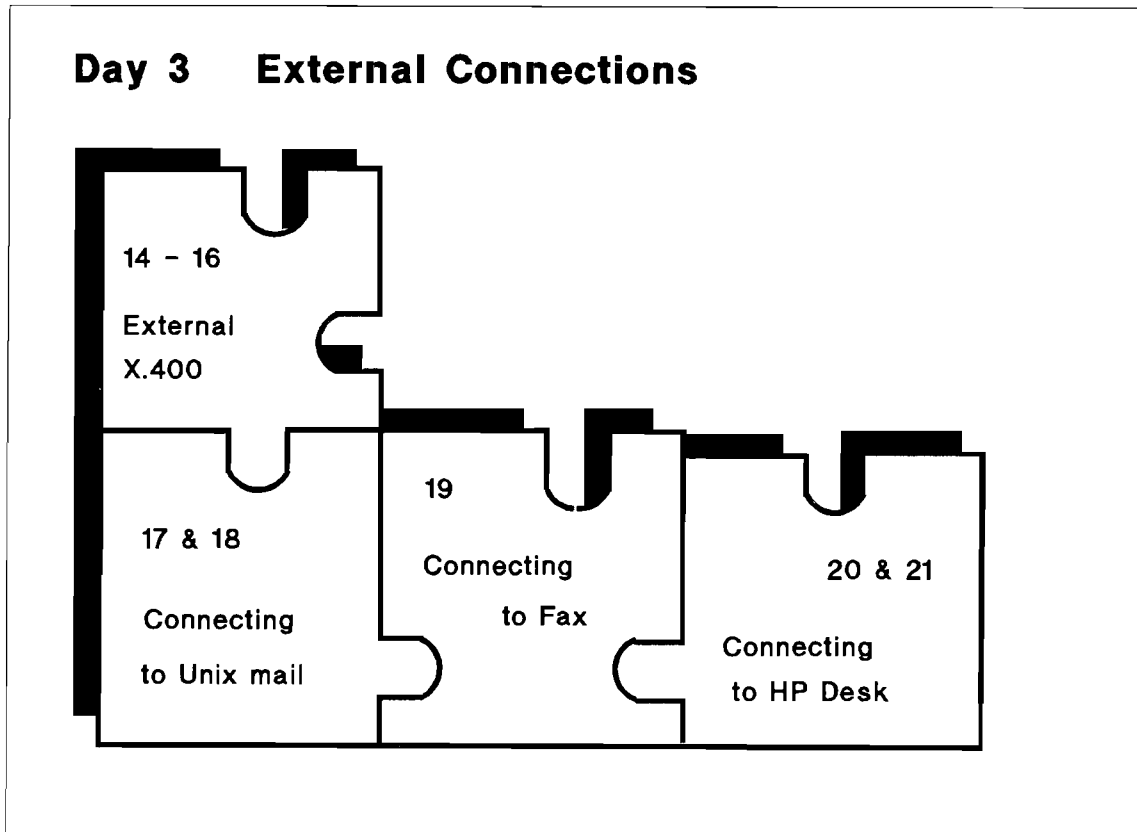 Day 3 External Connections
14 - 16
External
X.400
17 & 18
Connecting
to Unix mail
19
Connecting
to Fax
20 & 21
Connecting
to HP Desk